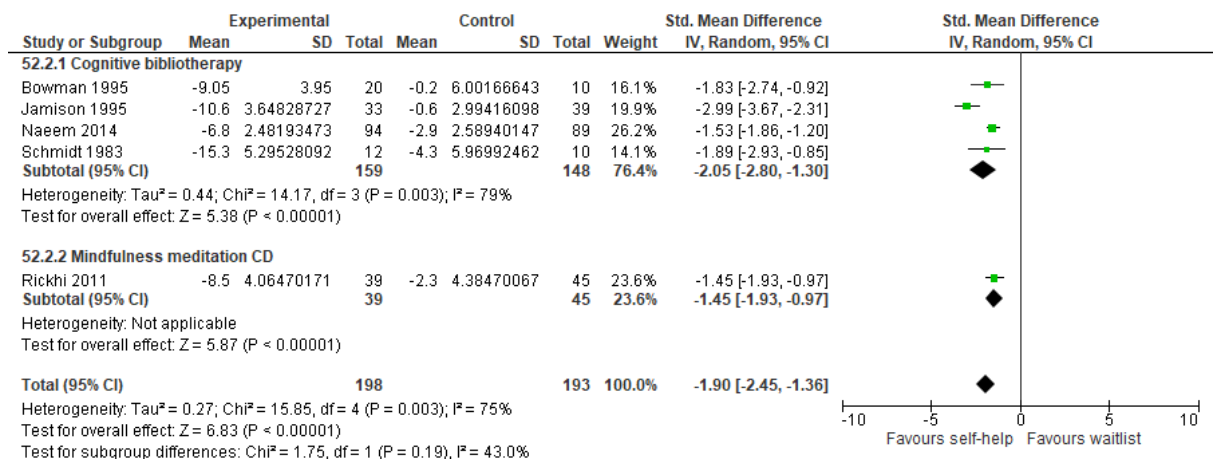 Experimental Control Std. Mean Difference Std. Mean Difference
Study or Subgroup Mean SD Total Mean SD Total Weight IV, Random, 95% CI IV, Random, 95% CI
52.2.1 Cognitive bibliotherapy
Bowman 1995 -9.05 3.95 20 -0.2 6.00166643 10 16.1% -1.83 [-2.74, -0.92]
Jamison 1995 -10.6 3.64828727 33 -0.6 2.99416098 39 19.9% -2.99 [-3.67, -2.31]
Naeem 2014 -6.8 2.48193473 94 -2.9 2.58940147 89 26.2% -1.53 [-1.86, -1.20]
Schmidt 1983 -15.3 5.29528092 12 -4.3 5.96992462 10 14.1% -1.89 [-2.93, -0.85]
Subtotal (95% CI) 159 148 76.4% -2.05 [-2.80, -1.30]
Heterogeneity: Tau² = 0.44; Chi² = 14.17, df = 3 (P = 0.003); I² = 79%
Test for overall effect: Z = 5.38 (P < 0.00001)
52.2.2 Mindfulness meditation CD
Rickhi 2011 -8.5 4.06470171 39 -2.3 4.38470067 45 23.6% -1.45 [-1.93, -0.97]
Subtotal (95% CI) 39 45 23.6% -1.45 [-1.93, -0.97]
Heterogeneity: Not applicable
Test for overall effect: Z = 5.87 (P < 0.00001)
Total (95% CI) 198 193 100.0% -1.90 [-2.45, -1.36]
Heterogeneity: Tau² = 0.27; Chi² = 15.85, df = 4 (P = 0.003); I² = 75%
Test for overall effect: Z = 6.83 (P < 0.00001)
Test for subgroup differences: Chi² = 1.75, df = 1 (P = 0.19), I² = 43.0%
-10 -5 0 5 10
Favours self-help Favours waitlist